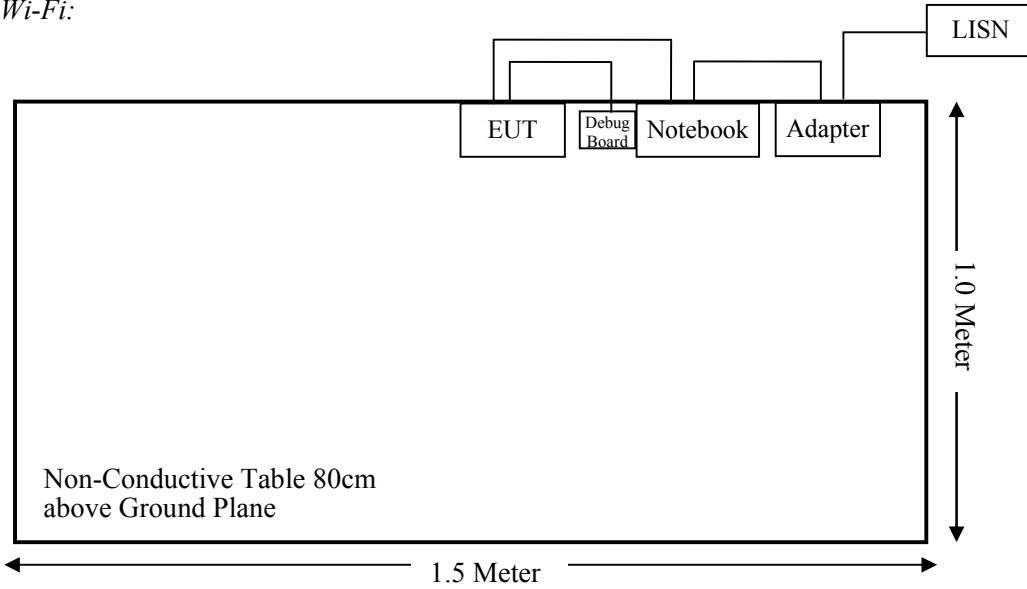 Wi-Fi:
LISN
EUT
Debug
Board
Notebook
Adapter
1.0 Meter
Non-Conductive Table 80cm
above Ground Plane
1.5 Meter